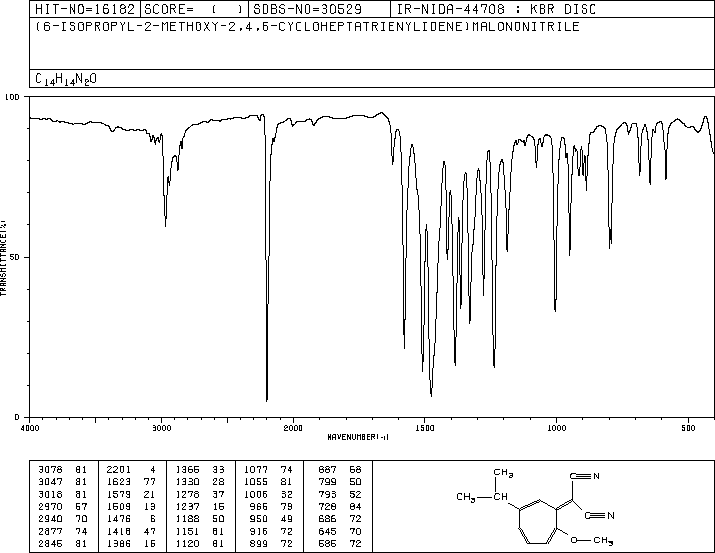 HIT-NO=16182 SCORE= ( ) SDBS-NO=30529 IR-NIDA-44708 : KBR DISC
(6-ISOPROPYL-2-METHOXY-2,4,6-CYCLOHEPTATRIENYLIDENE)MALONONITRILE
C14H14N2O
100
50
0
TRANSMITTANCE(%)
4000 3000 2000 1500 1000 500
WAVENUMBER(-1)
3078 81 2201 4 1366 33 1077 74 887 68
3047 81 1623 77 1330 28 1055 81 799 50
3018 81 1579 21 1278 37 1006 32 793 52
2970 57 1509 13 1237 15 966 79 728 84
2940 70 1476 6 1188 50 950 49 686 72
2877 74 1418 47 1151 81 916 72 645 70
2845 81 1386 15 1120 81 899 72 586 72
CH3
CH3
CH
C N
C N
O
CH3